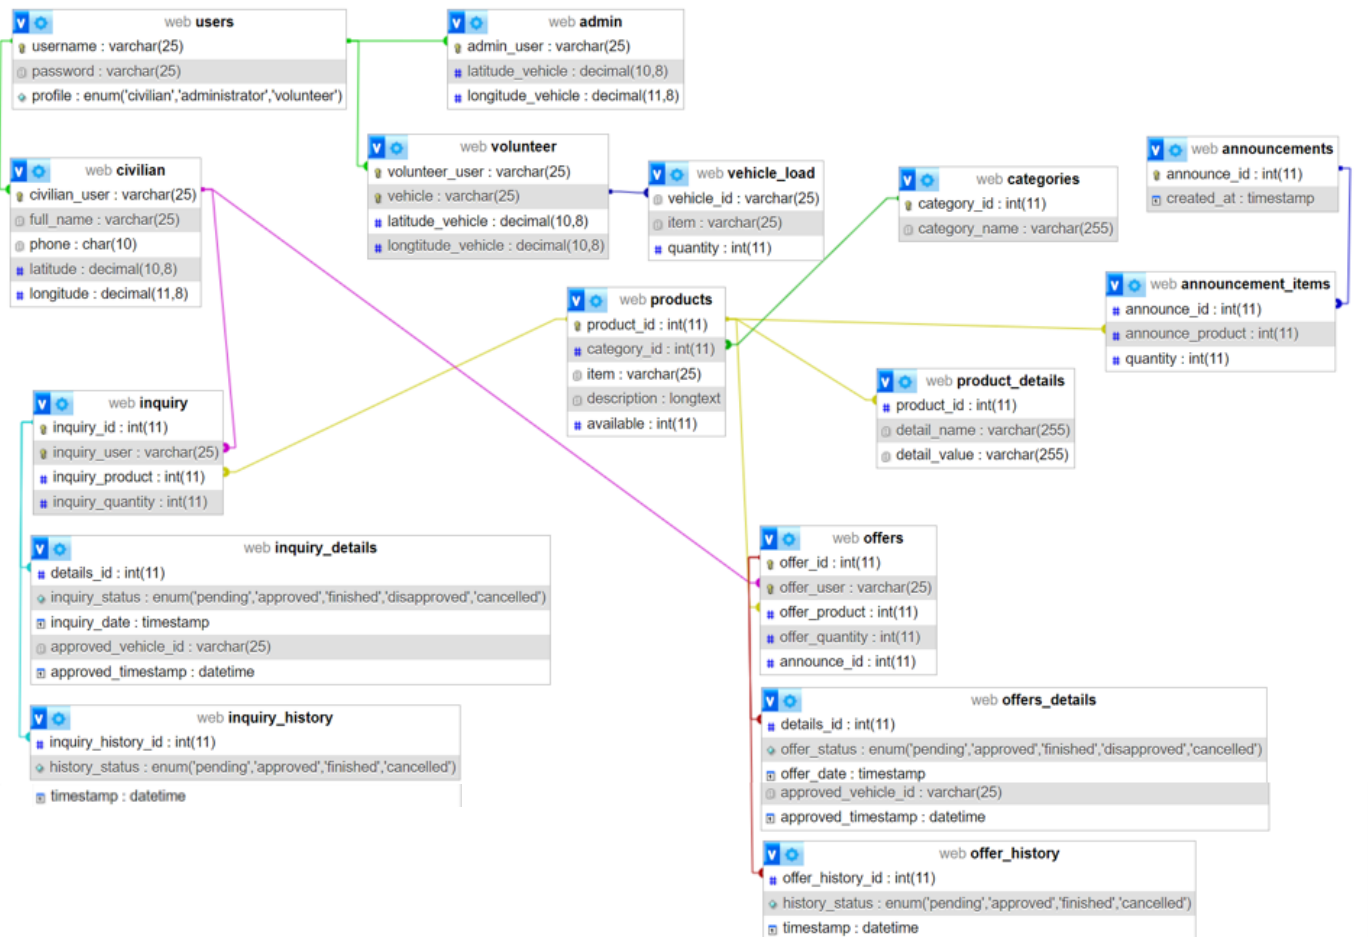 V web users
username : varchar(25)
password : varchar(25)
profile : enum('civilian','administrator','volunteer')
V web admin
admin_user : varchar(25)
# latitude_vehicle : decimal(10,8)
# longitude_vehicle : decimal(11,8)
V web volunteer
volunteer_user : varchar(25)
vehicle : varchar(25)
# latitude_vehicle : decimal(10,8)
# longtitude_vehicle : decimal(10,8)
V web civilian
civilian_user : varchar(25)
full_name : varchar(25)
phone : char(10)
# latitude : decimal(10,8)
# longitude : decimal(11,8)
V web vehicle_load
vehicle_id : varchar(25)
item : varchar(25)
# quantity : int(11)
V web categories
category_id : int(11)
category_name : varchar(255)
V web announcements
announce_id : int(11)
created_at : timestamp
V web announcement_items
# announce_id : int(11)
# announce_product : int(11)
# quantity : int(11)
V web products
product_id : int(11)
# category_id : int(11)
item : varchar(25)
description : longtext
# available : int(11)
V web product_details
# product_id : int(11)
detail_name : varchar(255)
detail_value : varchar(255)
V web inquiry
inquiry_id : int(11)
inquiry_user : varchar(25)
# inquiry_product : int(11)
# inquiry_quantity : int(11)
V web inquiry_details
# details_id : int(11)
inquiry_status : enum('pending','approved','finished','disapproved','cancelled')
inquiry_date : timestamp
approved_vehicle_id : varchar(25)
approved_timestamp : datetime
V web inquiry_history
# inquiry_history_id : int(11)
history_status : enum('pending','approved','finished','cancelled')
timestamp : datetime
V web offers
offer_id : int(11)
offer_user : varchar(25)
# offer_product : int(11)
# offer_quantity : int(11)
# announce_id : int(11)
V web offers_details
# details_id : int(11)
offer_status : enum('pending','approved','finished','disapproved','cancelled')
offer_date : timestamp
approved_vehicle_id : varchar(25)
approved_timestamp : datetime
V web offer_history
# offer_history_id : int(11)
history_status : enum('pending','approved','finished','cancelled')
timestamp : datetime